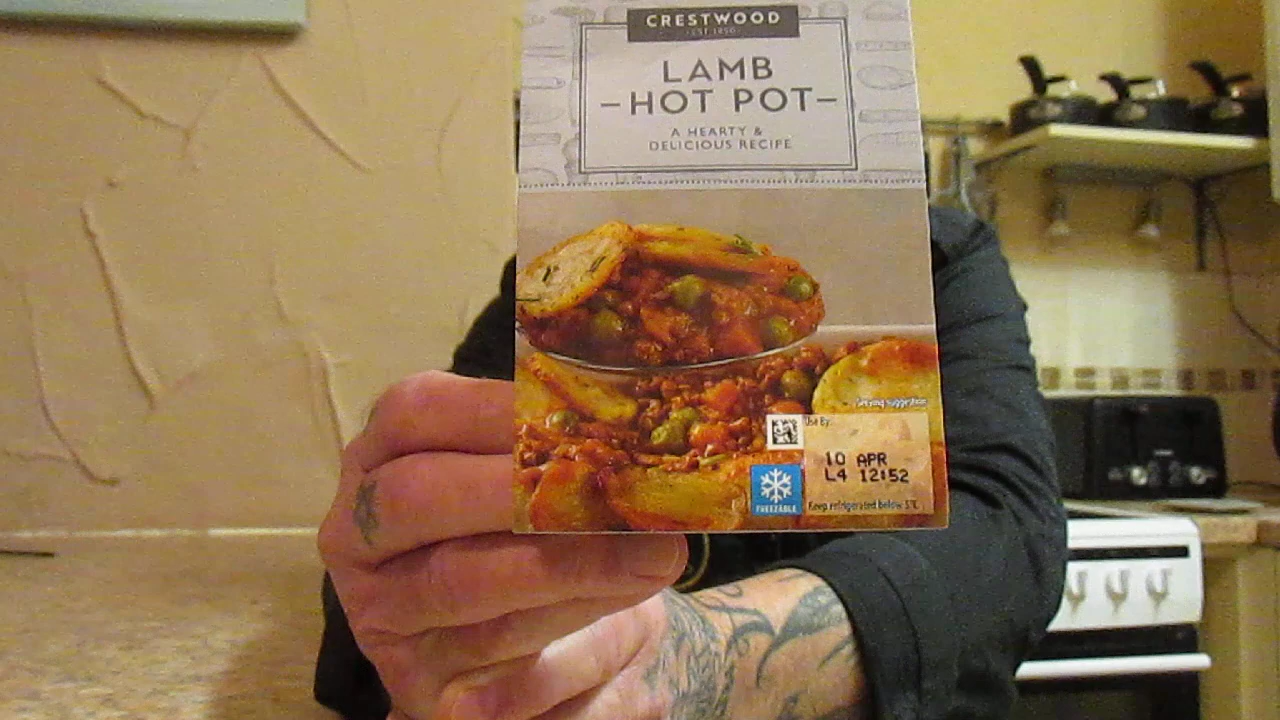 CRESTWOOD
EST 1850
LAMB
-HOT POT-
A HEARTY &
DELICIOUS RECIPE
Serving suggestion
Use By:
10 APR
L4 12:52
FREEZABLE
Keep refrigerated below 5°C